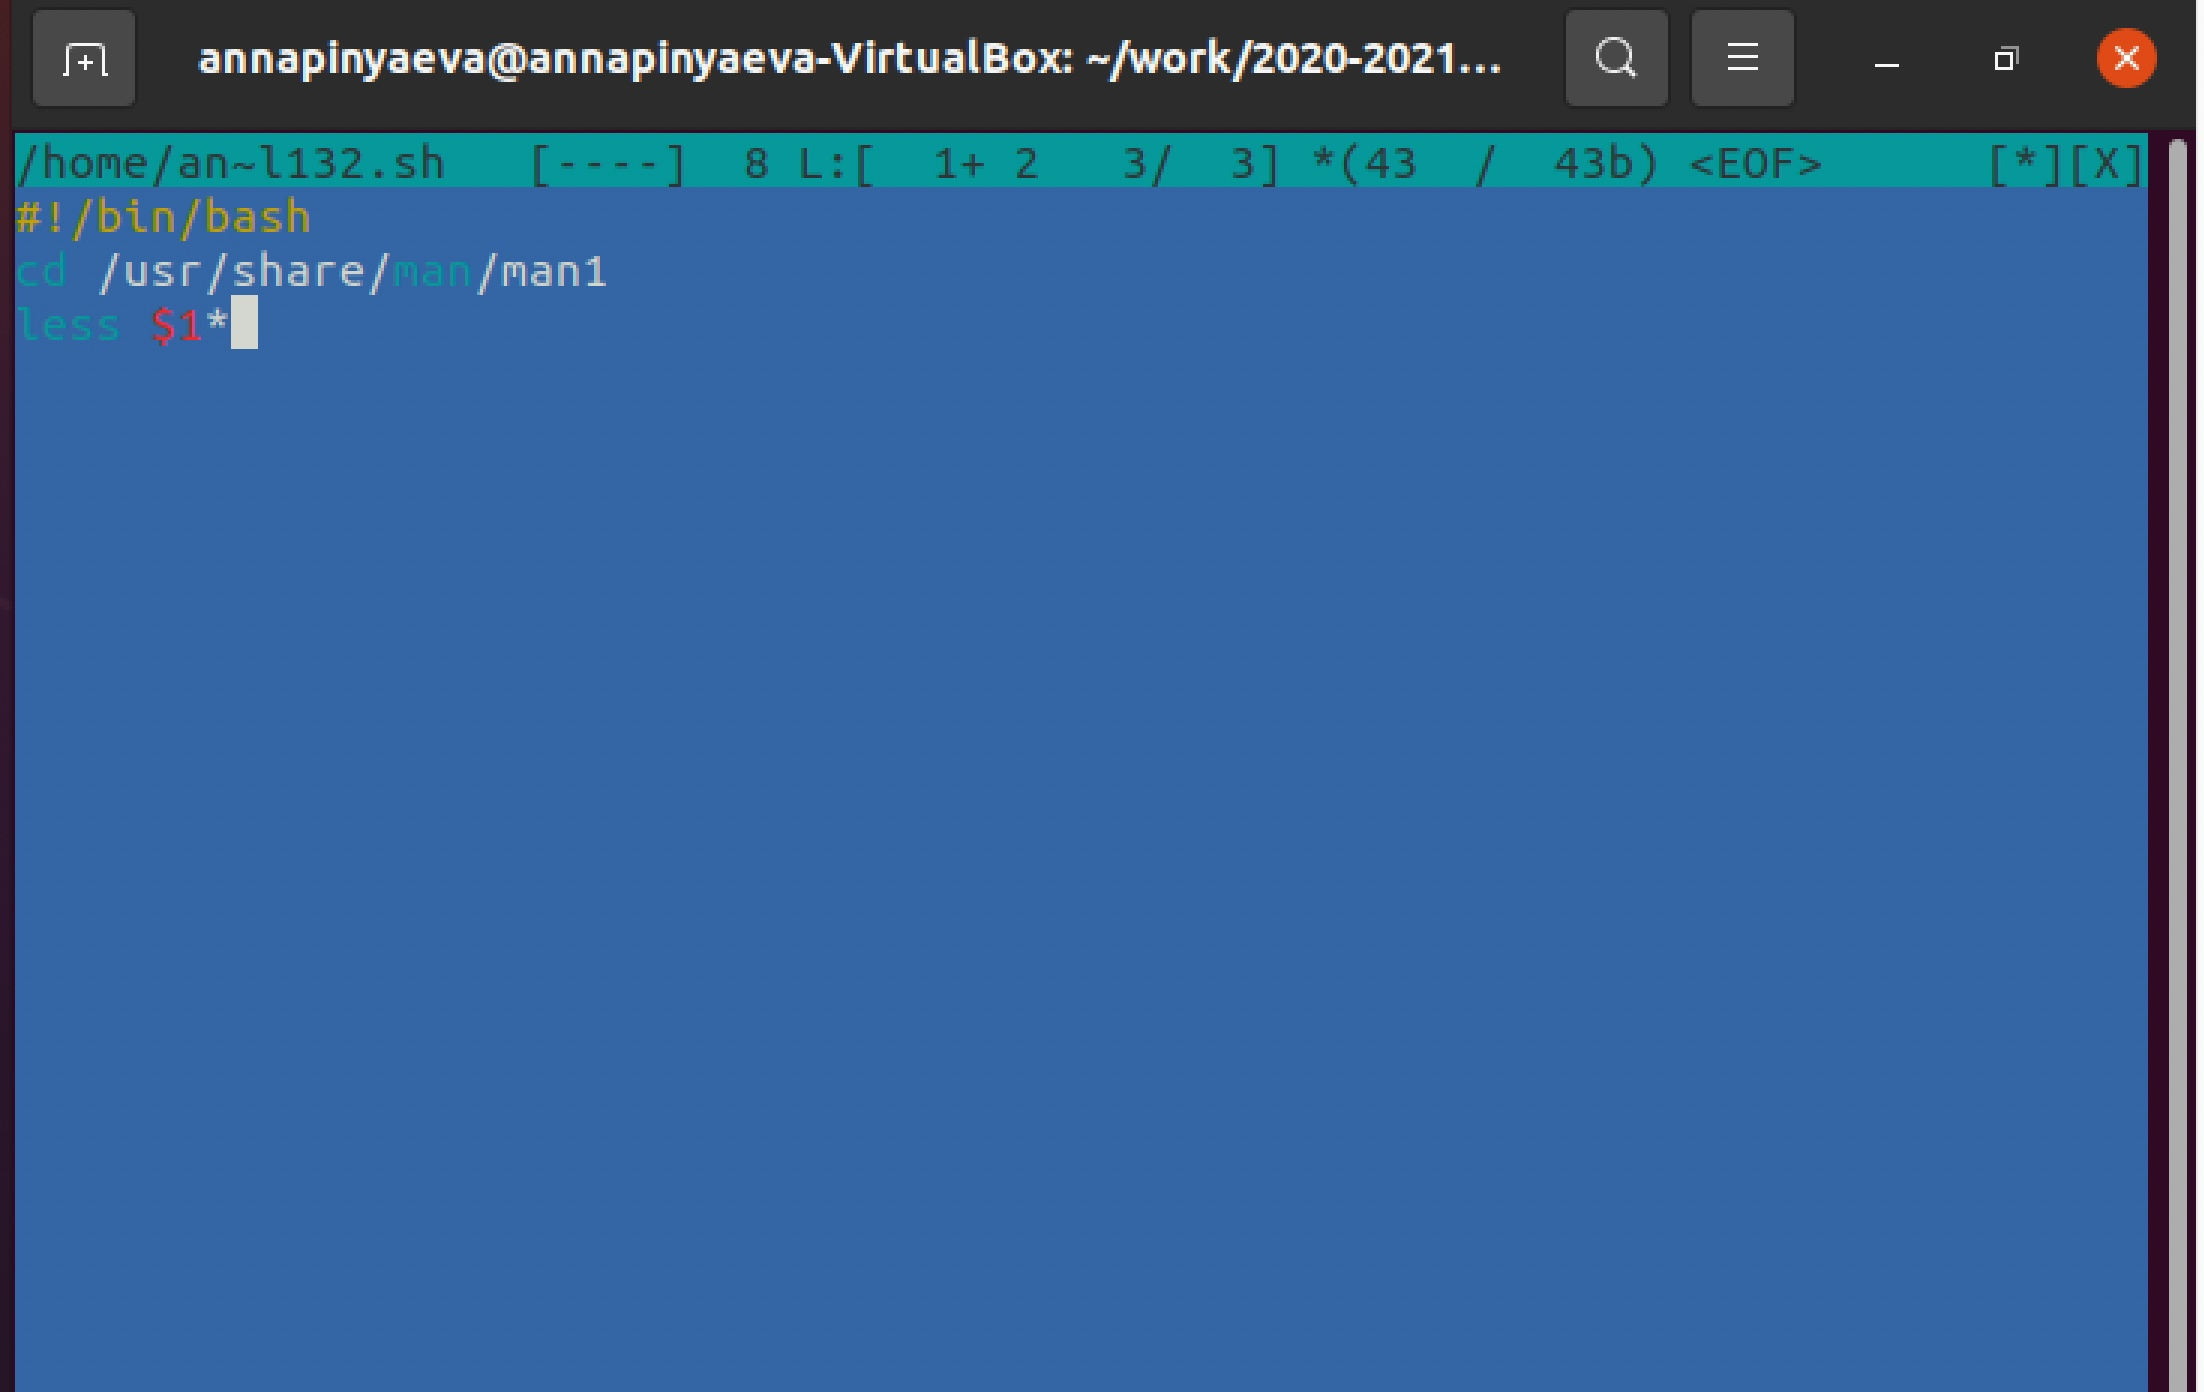 annapinyaeva@annapinyaeva-VirtualBox: ~/work/2020-2021...
/home/an~l132.sh   [----]  8 L:[  1+ 2   3/  3] *(43  /  43b) <EOF>      [*][X]
#!/bin/bash
cd /usr/share/man/man1
less $1*